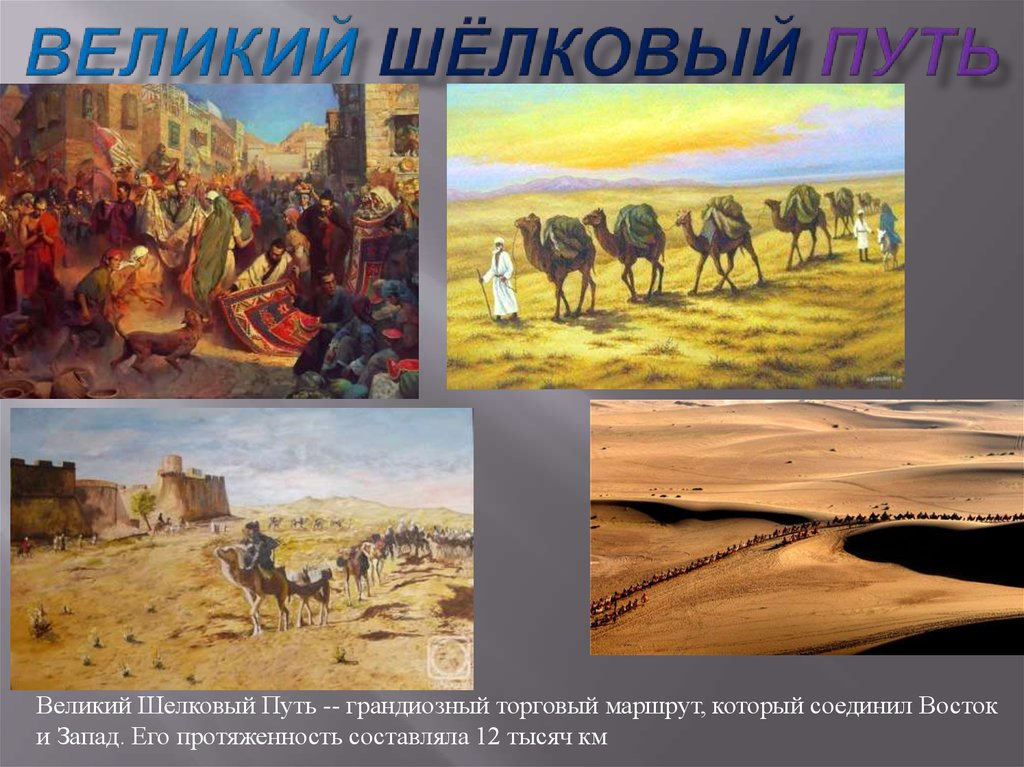 ВЕЛИКИЙ ШЁЛКОВЫЙ ПУТЬ
Великий Шелковый Путь -- грандиозный торговый маршрут, который соединил Восток
и Запад. Его протяженность составляла 12 тысяч км